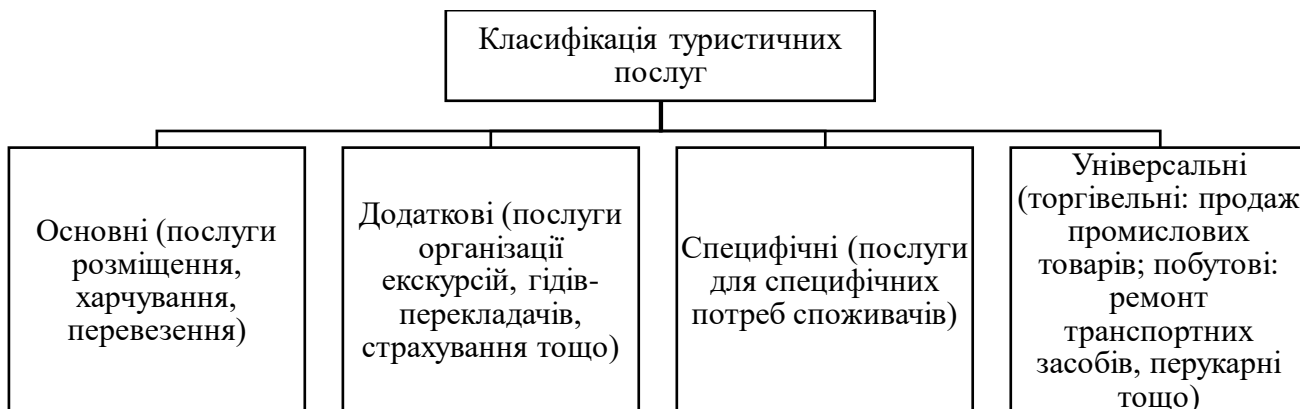 Класифікація туристичних
послуг
Основні (послуги
розміщення,
харчування,
перевезення)
Додаткові (послуги
організації
екскурсій, гідів-
перекладачів,
страхування тощо)
Специфічні (послуги
для специфічних
потреб споживачів)
Універсальні
(торгівельні: продаж
промислових
товарів; побутові:
ремонт
транспортних
засобів, перукарні
тощо)